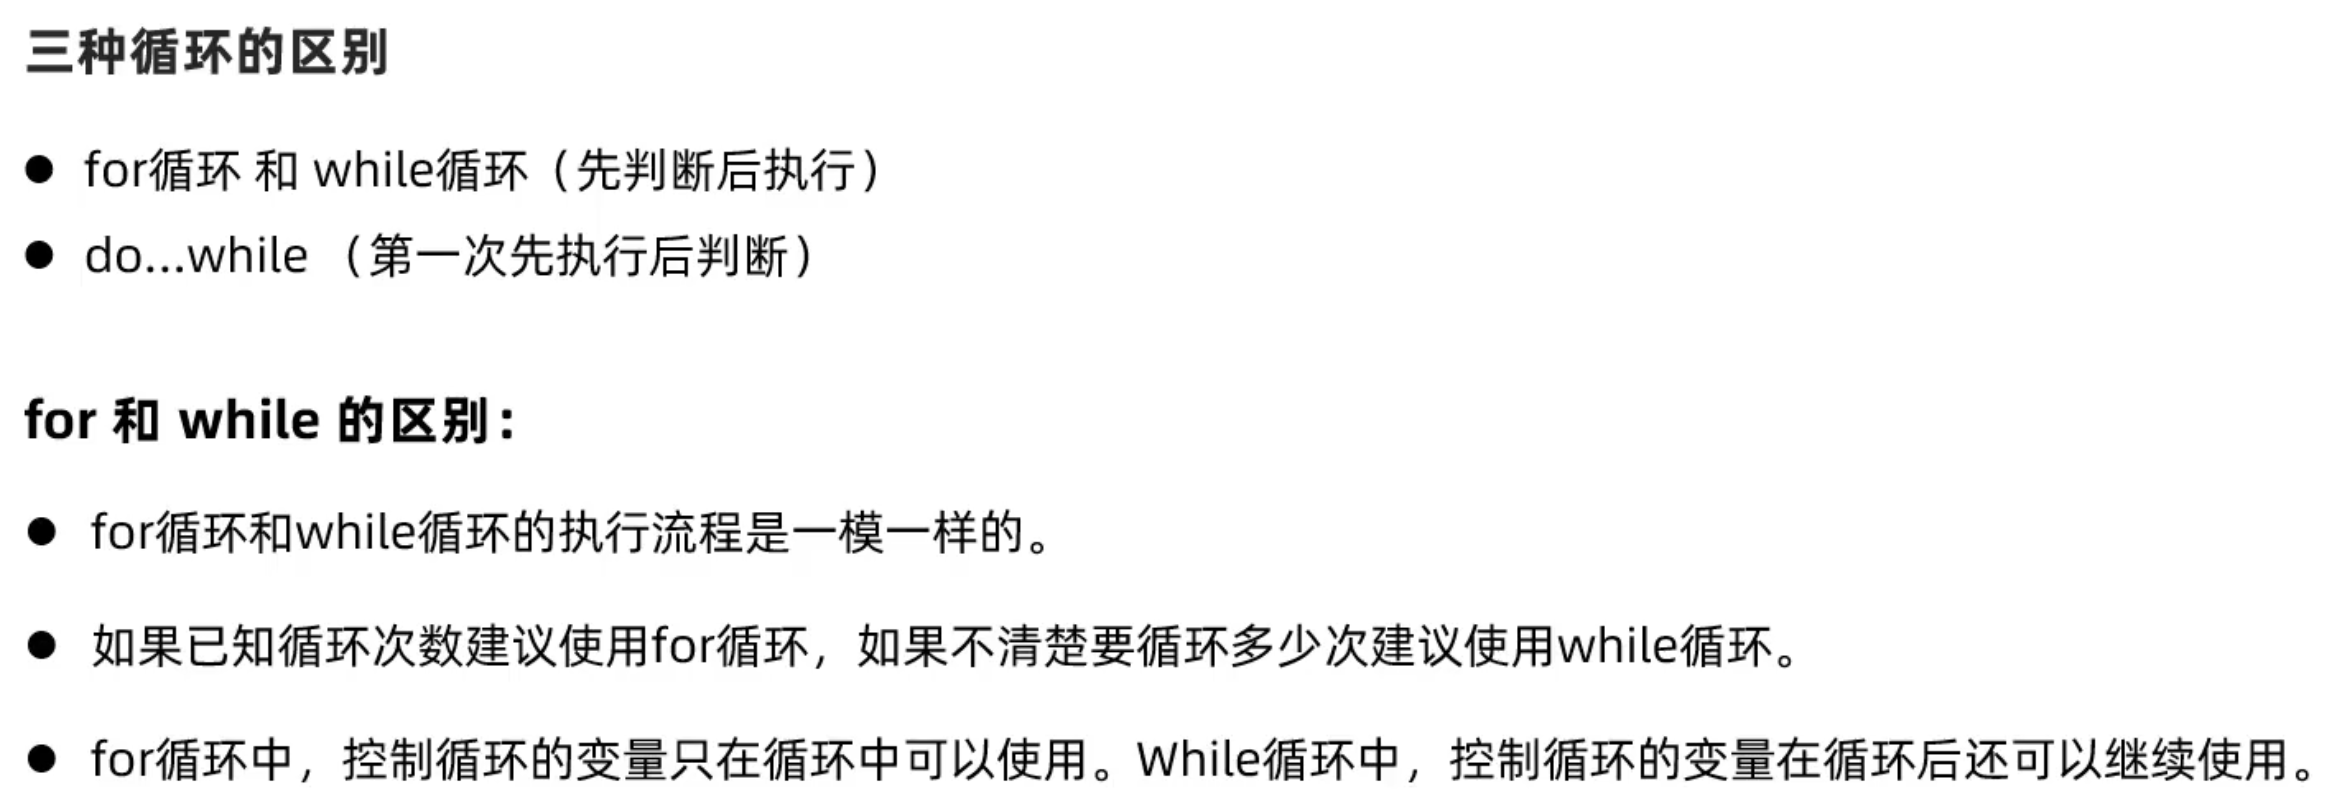 三种循环的区别
● for循环 和 while循环（先判断后执行）
● do...while （第一次先执行后判断）
for 和 while 的区别：
● for循环和while循环的执行流程是一模一样的。
● 如果已知循环次数建议使用for循环，如果不清楚要循环多少次建议使用while循环。
● for循环中，控制循环的变量只在循环中可以使用。While循环中，控制循环的变量在循环后还可以继续使用。